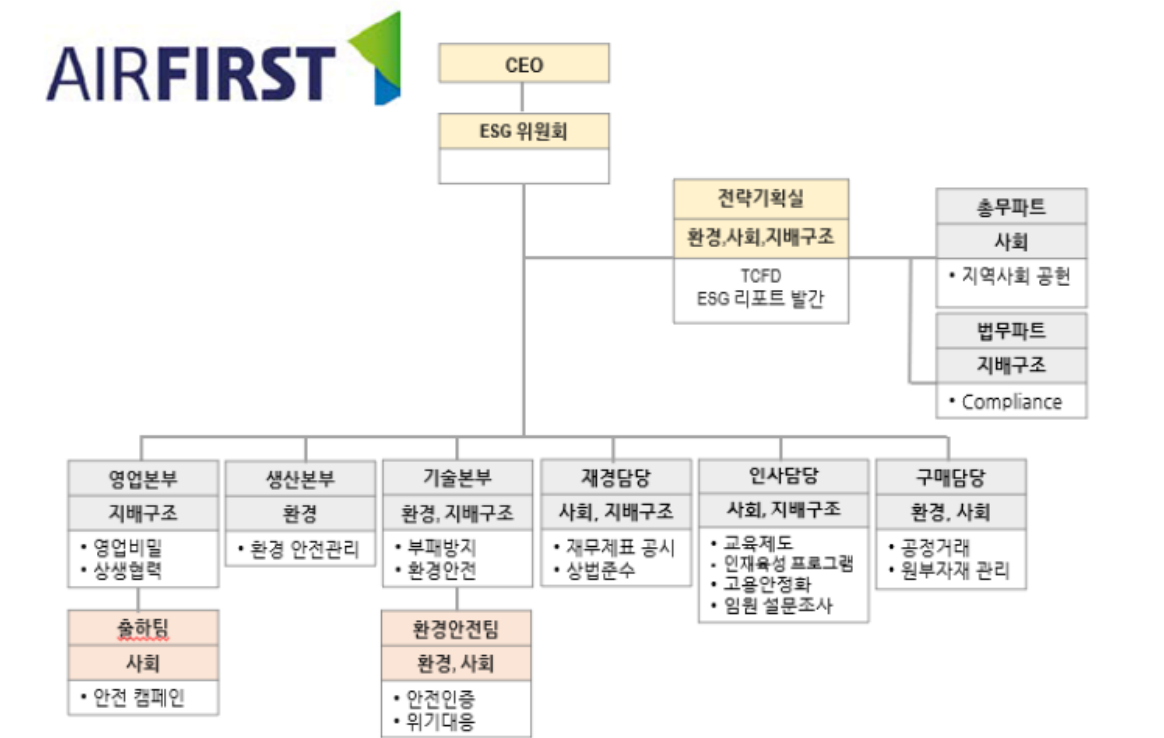 AIRFIRST
CEO
ESG 위원회
전략기획실
환경,사회,지배구조
TCFD
ESG 리포트 발간
총무파트
사회
• 지역사회 공헌
법무파트
지배구조
• Compliance
영업본부
지배구조
• 영업비밀
• 상생협력
생산본부
환경
• 환경 안전관리
기술본부
환경, 지배구조
• 부패방지
• 환경안전
재경담당
사회, 지배구조
• 재무제표 공시
• 상법준수
인사담당
사회, 지배구조
• 교육제도
• 인재육성 프로그램
• 고용안정화
• 임원 설문조사
구매담당
환경, 사회
• 공정거래
• 원부자재 관리
출하팀
사회
• 안전 캠페인
환경안전팀
환경, 사회
• 안전인증
• 위기대응